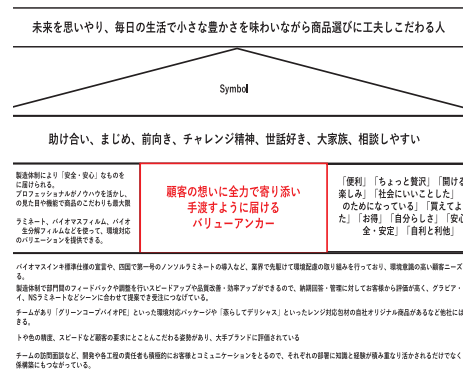 未来を思いやり、毎日の生活で小さな豊かさを味わいながら商品選びに工夫しこだわる人
Symbol
助け合い、まじめ、前向き、チャレンジ精神、世話好き、大家族、相談しやすい
製造体制により「安全・安心」なものを
に届けられる。
プロフェッショナルがノウハウを活かし、
の見た目や機能で商品のこだわりも最大限
ラミネート、バイオマスフィルム、バイオ
生分解フィルムなどを使って、環境対応
のバリエーションを提供できる。
顧客の想いに全力で寄り添い
手渡すように届ける
バリューアンカー
「便利」「ちょっと贅沢」「開ける
楽しみ」「社会にいいことした」
のためになっている」「買えてよ
た」「お得」「自分らしさ」「安心
全・安定」「自利と利他」
バイオマスインキ標準仕様の宣言や、四国で第一号のノンソルラミネートの導入など、業界で先駆けて環境配慮の取り組みを行っており、環境意識の高い顧客ニーズ
る。
製造体制で部門間のフィードバックや調整を行いスピードアップや品質改善・効率アップができるので、納期回答・管理に対してお客様から評価が高く、グラビア・
イ、NSラミネートなどシーンに合わせて提案でき受注につなげている。
チームがあり「グリーンコープバイオPE」といった環境対応パッケージや「蒸らしてデリシャス」といったレンジ対応包材の自社オリジナル商品があるなど他社には
きる。
トや色の精度、スピードなど顧客の要求にとことんこだわる姿勢があり、大手ブランドに評価されている
チームの訪問面談など、開発や各工程の責任者も積極的にお客様とコミュニケーションをとるので、それぞれの部署に知識と経験が積み重なり活かされるだけでなく
係構築にもつながっている。